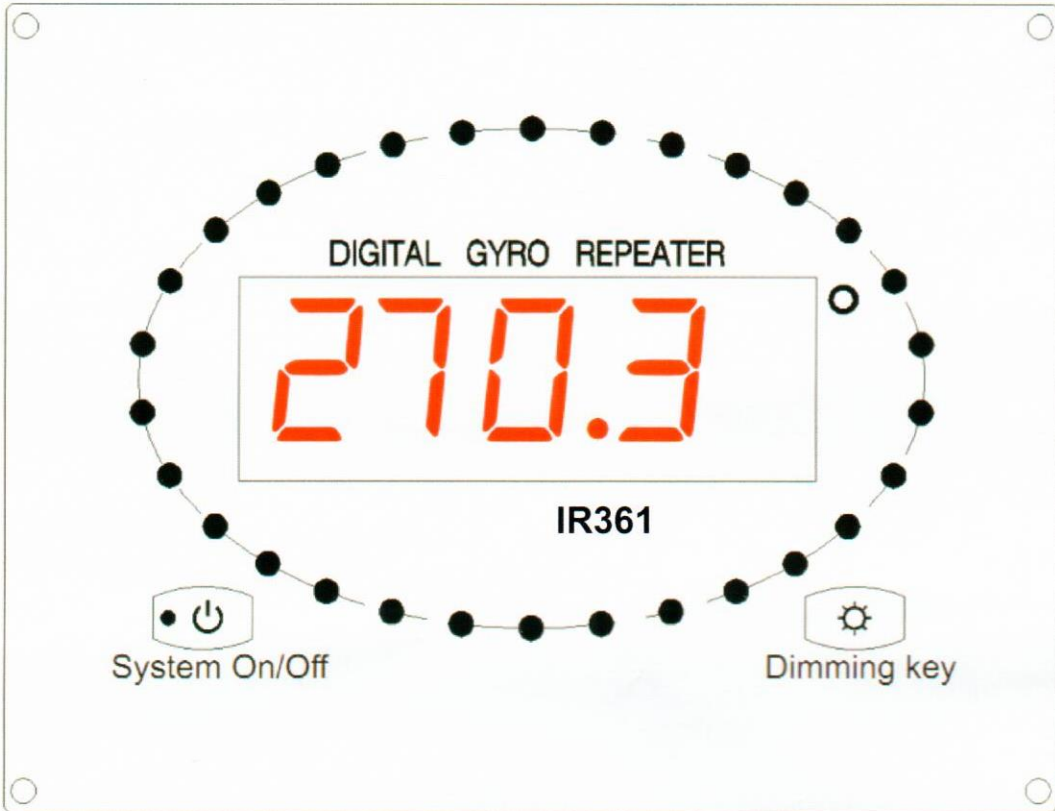 DIGITAL GYRO REPEATER
270.3°
IR361
System On/Off
Dimming key